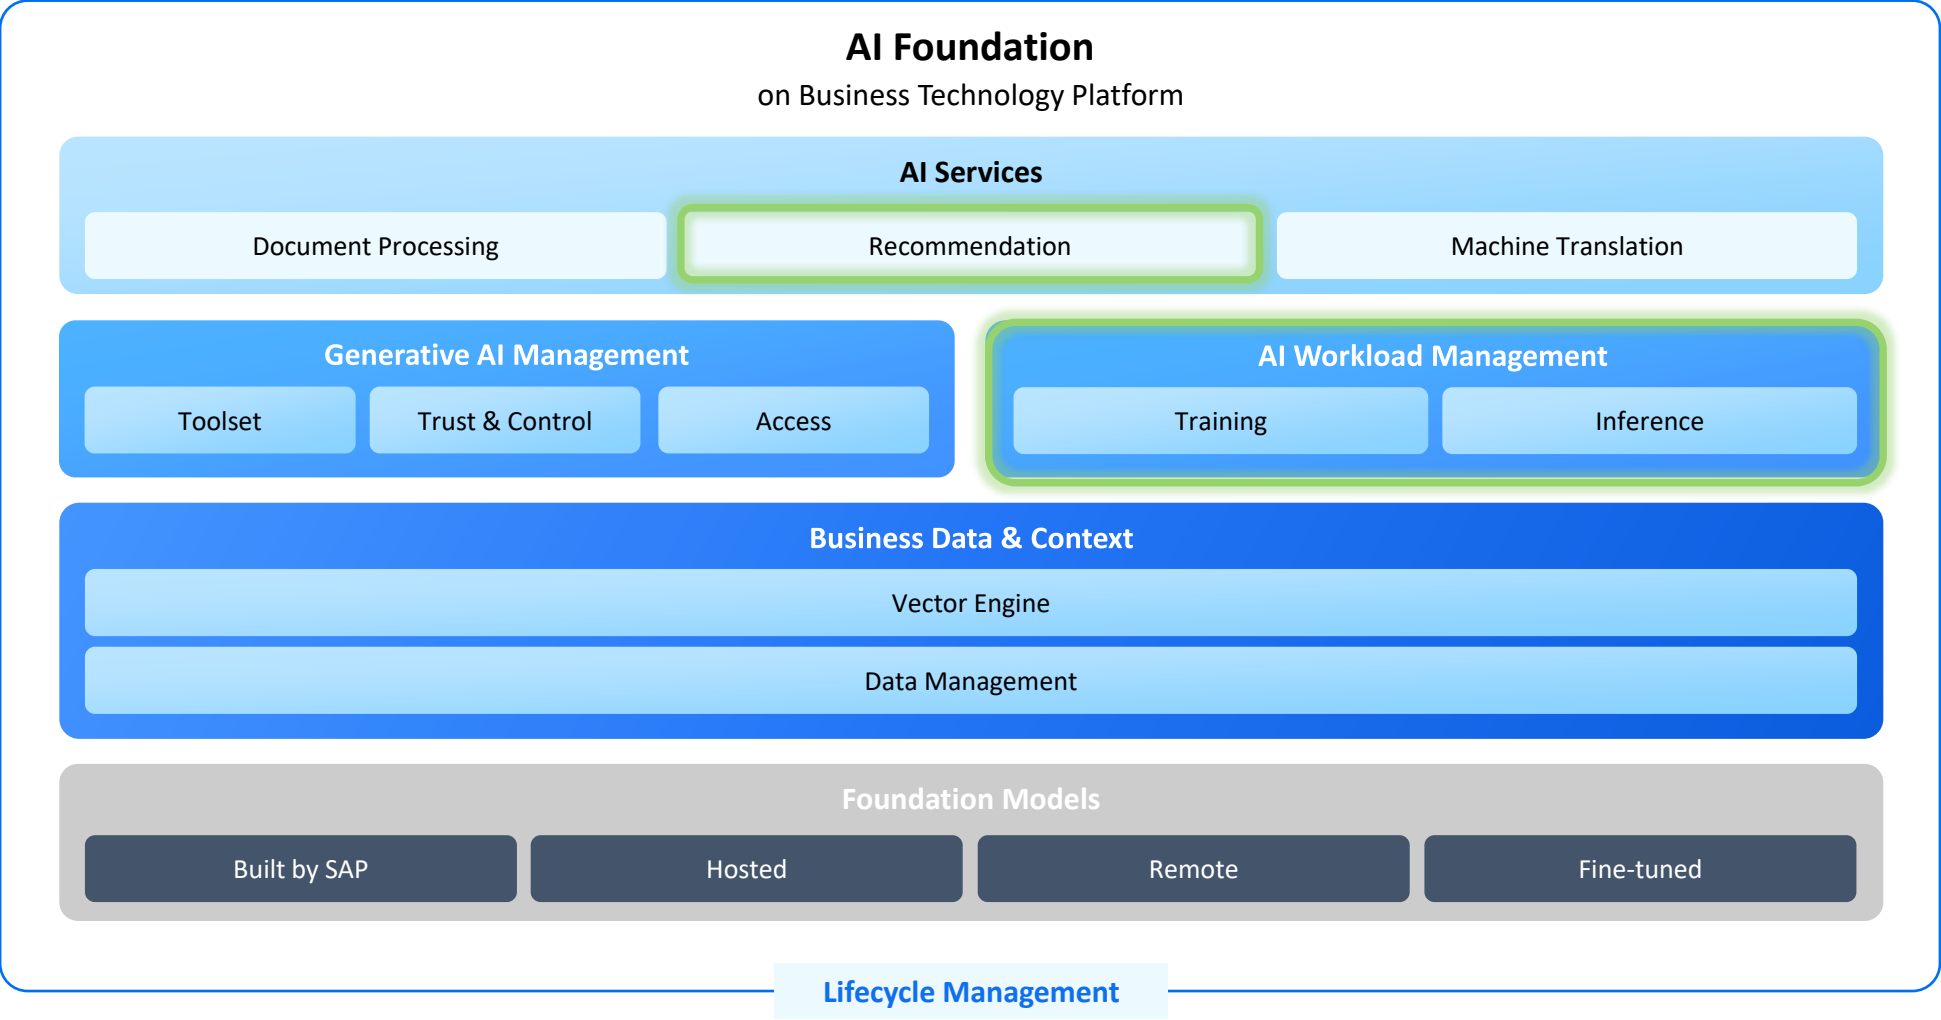 AI Foundation
on Business Technology Platform
AI Services
Document Processing
Recommendation
Machine Translation
Generative AI Management
Toolset
Trust & Control
Access
AI Workload Management
Training
Inference
Business Data & Context
Vector Engine
Data Management
Foundation Models
Built by SAP
Hosted
Remote
Fine-tuned
Lifecycle Management